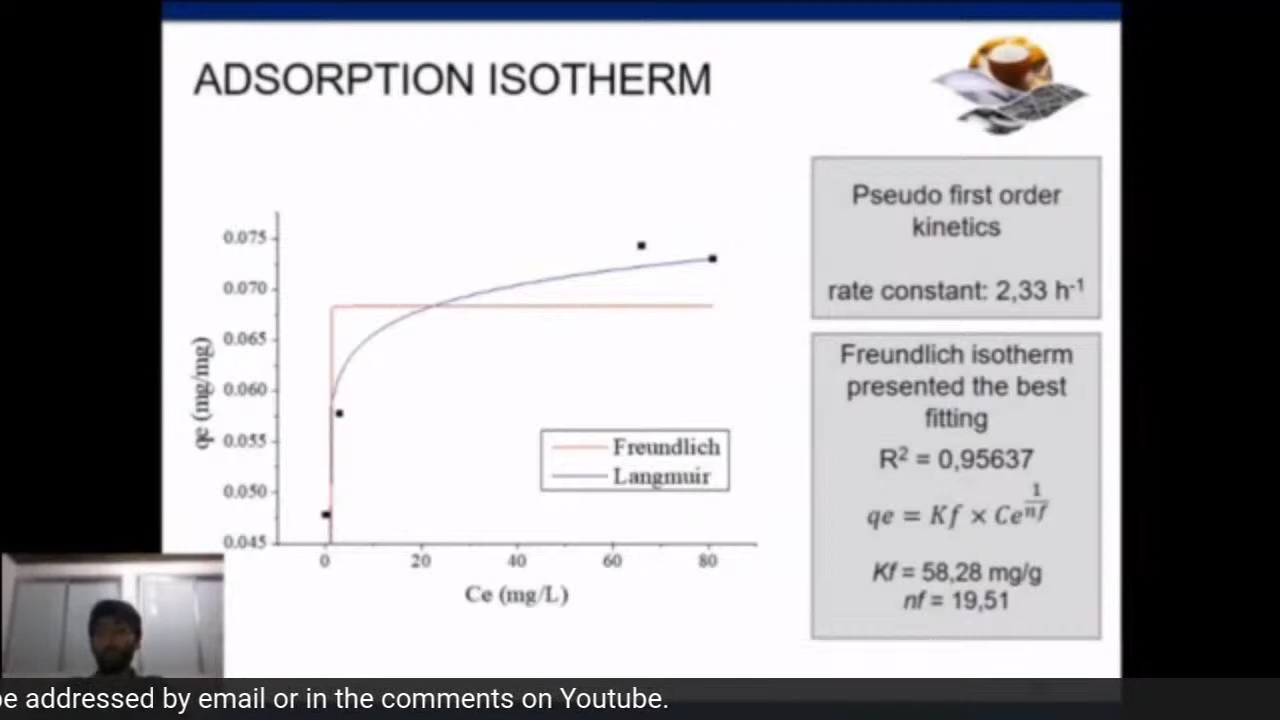 ADSORPTION ISOTHERM
Pseudo first order
kinetics
rate constant: 2,33 h⁻¹
Freundlich isotherm
presented the best
fitting
R² = 0,95637
qe = Kf × Ce^(1/nf)
Kf = 58,28 mg/g
nf = 19,51
qe (mg/mg)
0.075
0.070
0.065
0.060
0.055
0.050
0.045
Freundlich
Langmuir
0 20 40 60 80
Ce (mg/L)
be addressed by email or in the comments on Youtube.